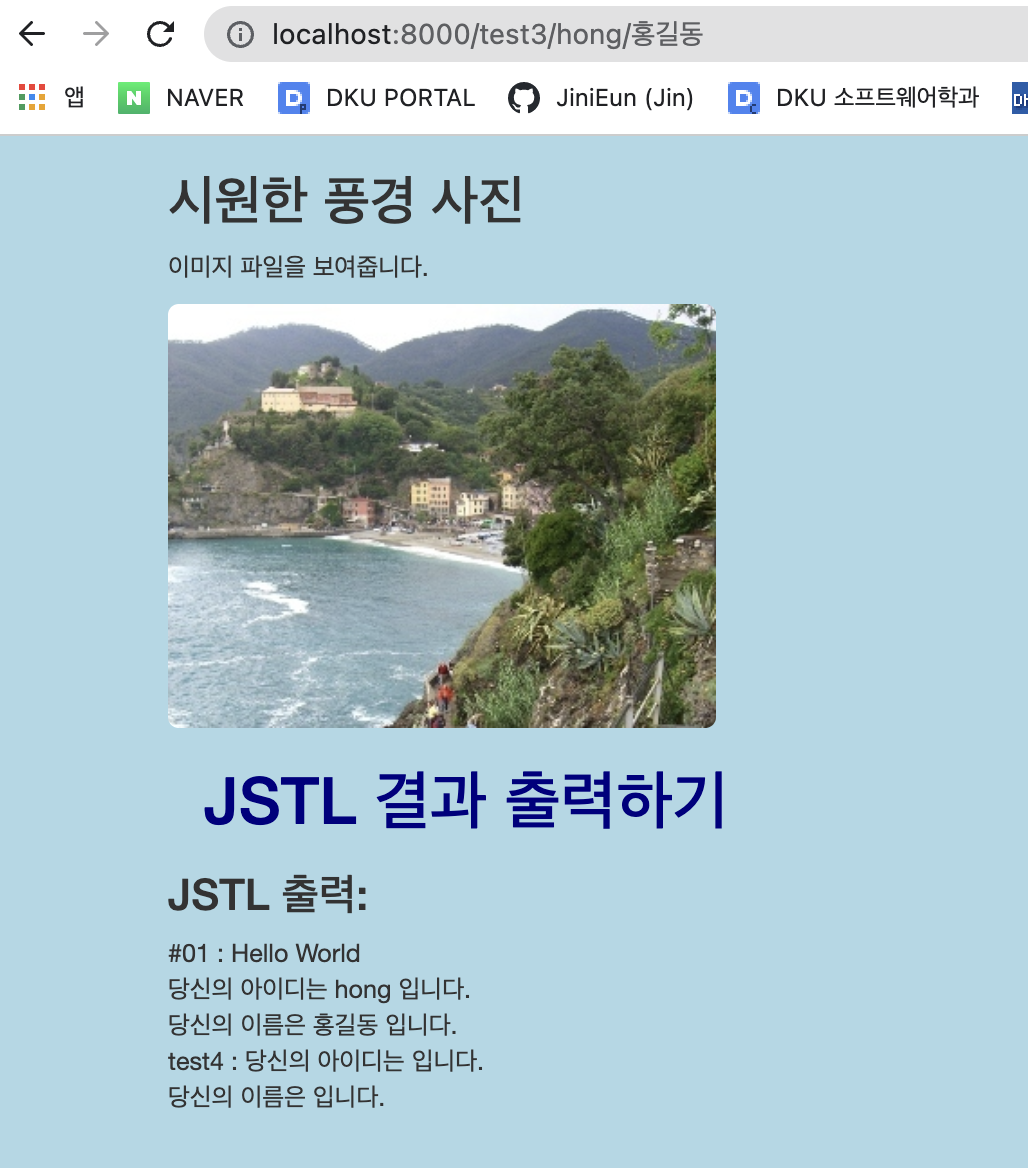 localhost:8000/test3/hong/홍길동
앱 NAVER DKU PORTAL JiniEun (Jin) DKU 소프트웨어학과
시원한 풍경 사진
이미지 파일을 보여줍니다.
JSTL 결과 출력하기
JSTL 출력:
#01 : Hello World
당신의 아이디는 hong 입니다.
당신의 이름은 홍길동 입니다.
test4 : 당신의 아이디는 입니다.
당신의 이름은 입니다.